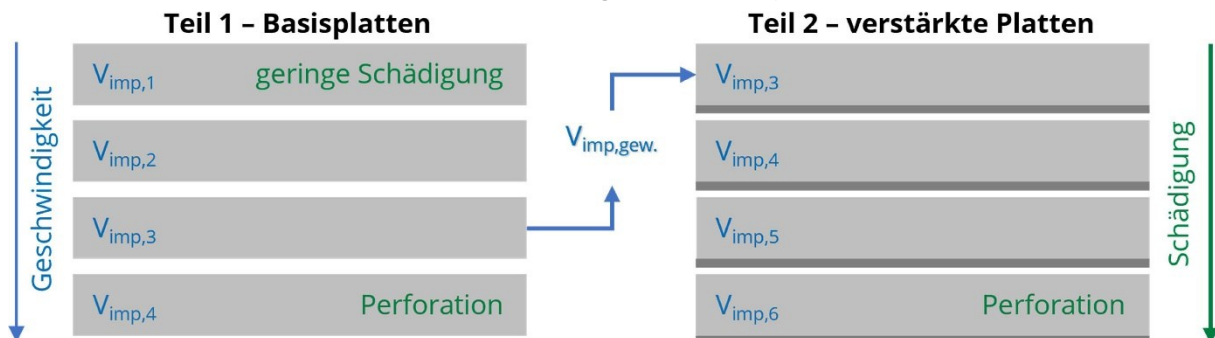 Teil 1 – Basisplatten
Geschwindigkeit
Vimp,1 geringe Schädigung
Vimp,2
Vimp,3
Vimp,4 Perforation
Vimp,gew.
Teil 2 – verstärkte Platten
Vimp,3
Vimp,4
Vimp,5
Vimp,6 Perforation
Schädigung